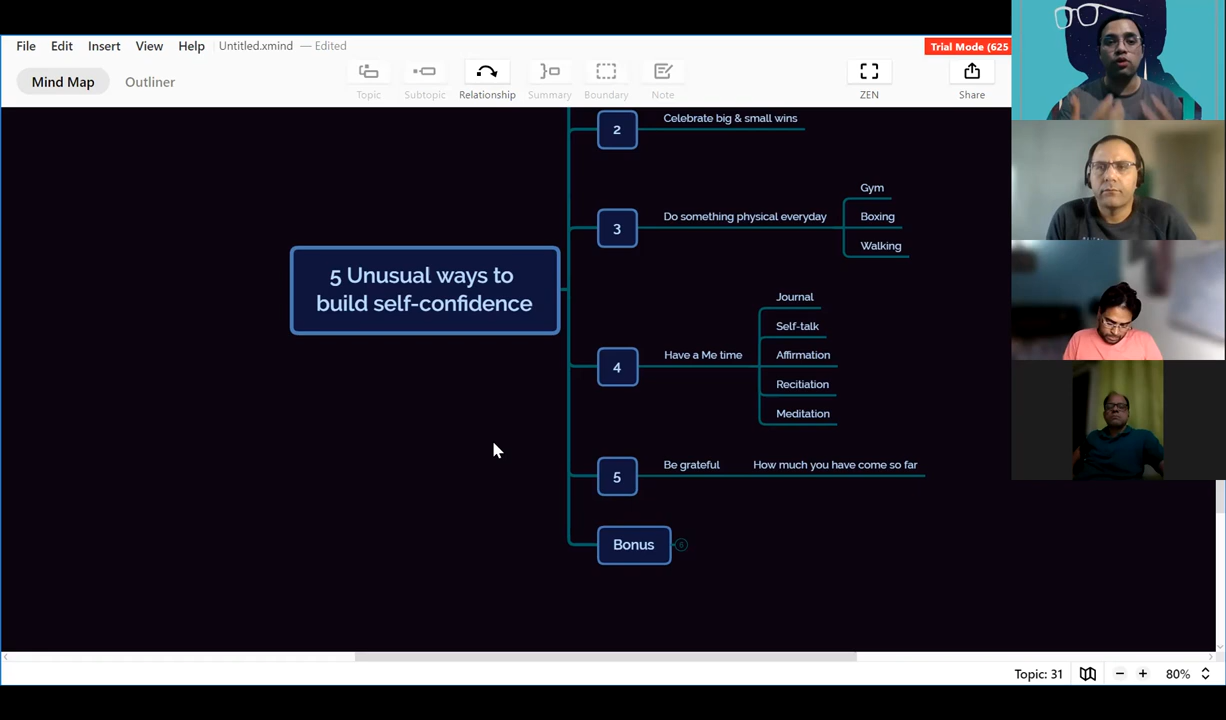 File Edit Insert View Help Untitled.xmind — Edited
Trial Mode (625
Mind Map Outliner
Topic Subtopic Relationship Summary Boundary Note ZEN Share
2 Celebrate big & small wins
3 Do something physical everyday
Gym
Boxing
Walking
5 Unusual ways to
build self-confidence
4 Have a Me time
Journal
Self-talk
Affirmation
Recitiation
Meditation
5 Be grateful How much you have come so far
Bonus
Topic: 31 80%